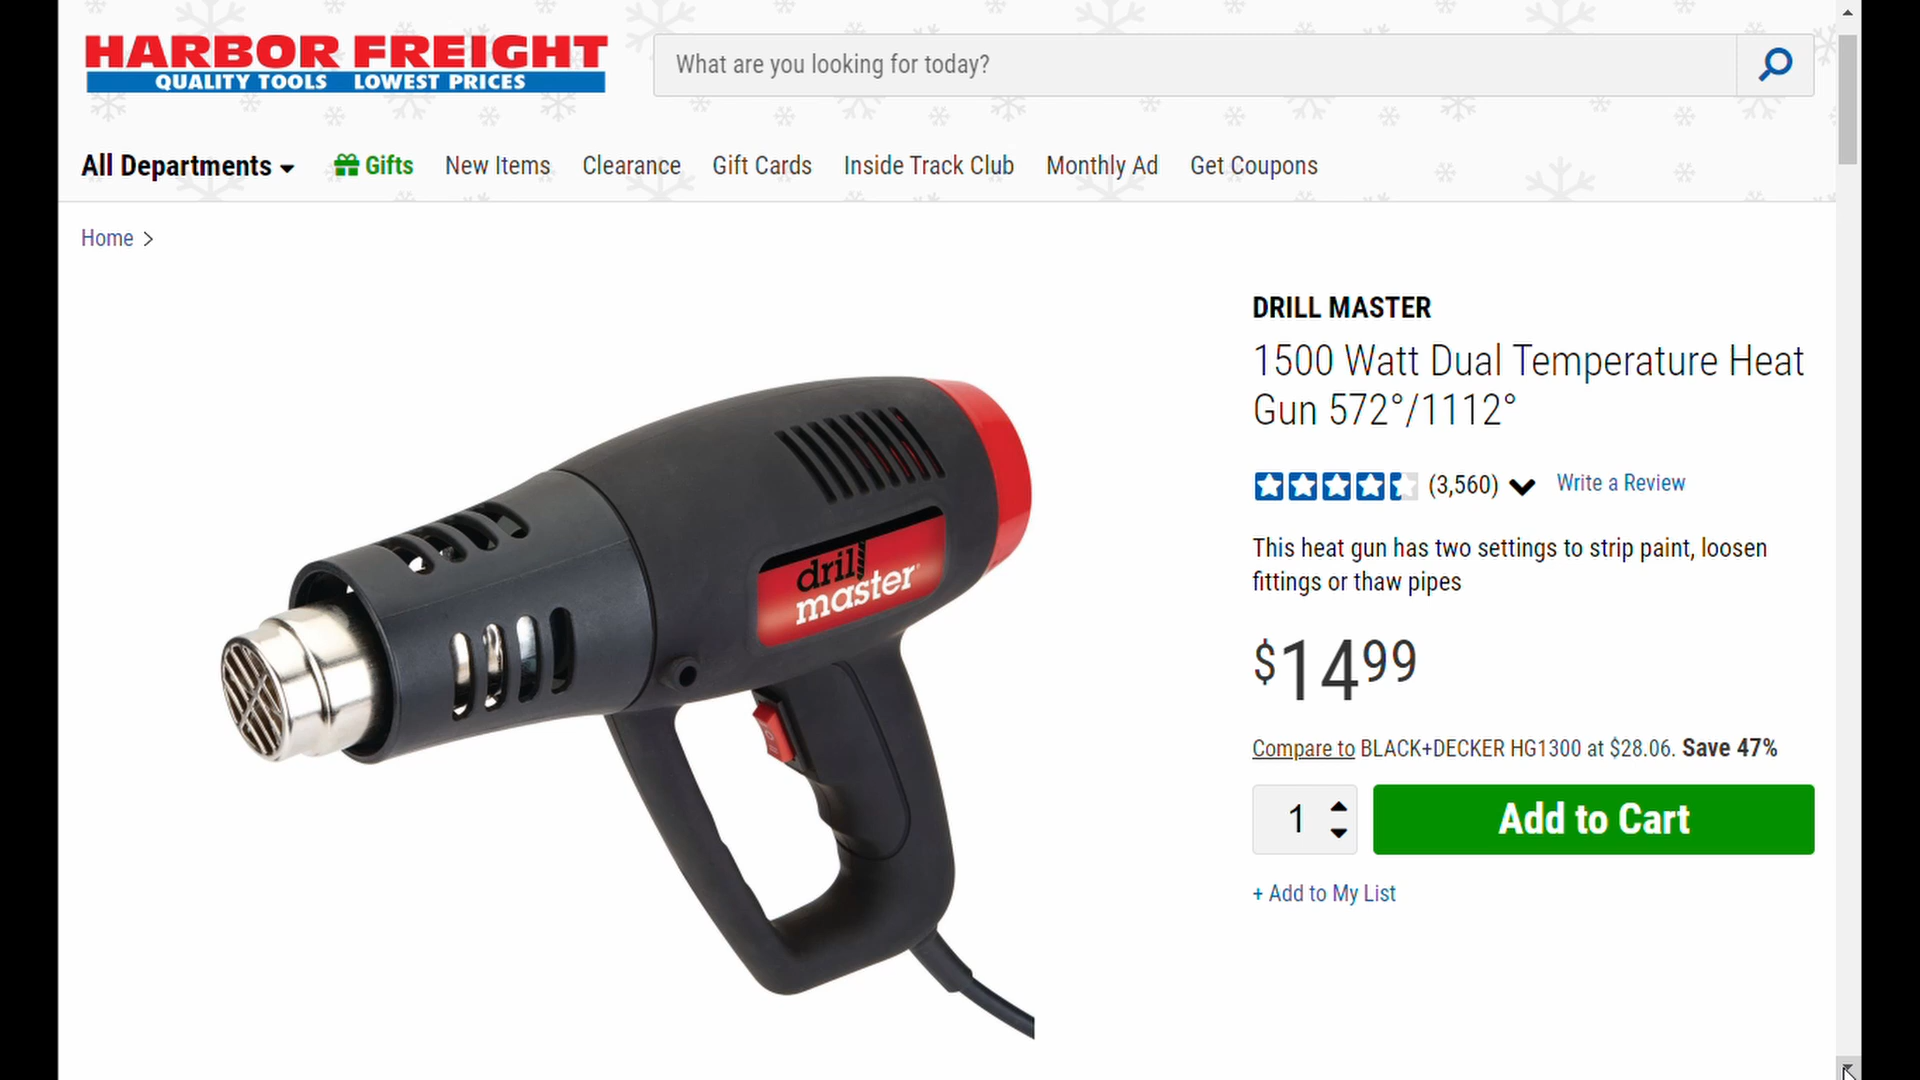 HARBOR FREIGHT
QUALITY TOOLS LOWEST PRICES
What are you looking for today?
All Departments
Gifts
New Items
Clearance
Gift Cards
Inside Track Club
Monthly Ad
Get Coupons
Home >
DRILL MASTER
1500 Watt Dual Temperature Heat
Gun 572°/1112°
(3,560)
Write a Review
This heat gun has two settings to strip paint, loosen
fittings or thaw pipes
$14.99
Compare to BLACK+DECKER HG1300 at $28.06. Save 47%
1
Add to Cart
+ Add to My List
drill
master